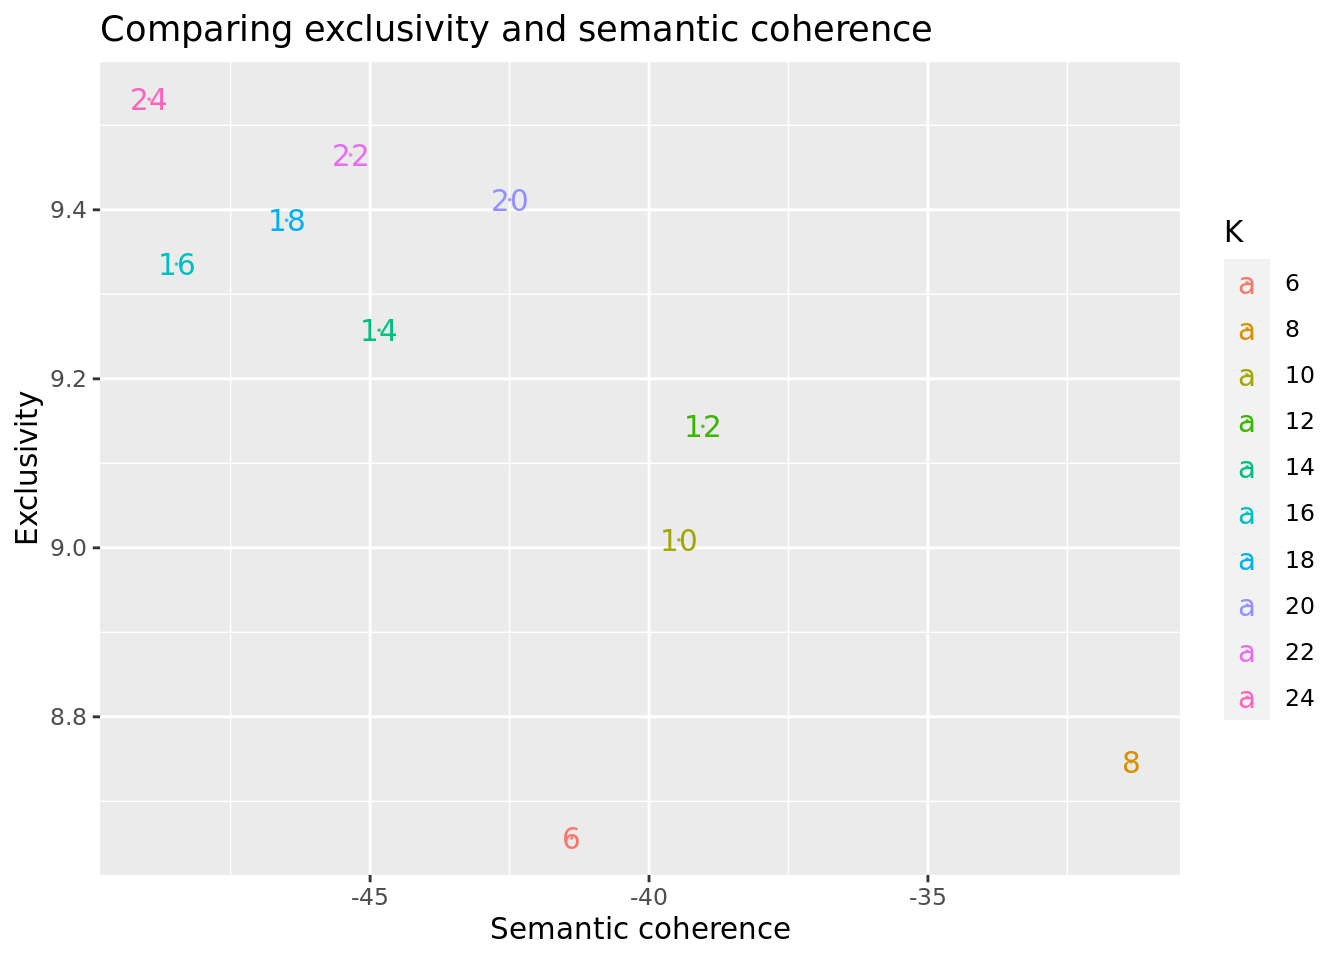 Comparing exclusivity and semantic coherence
24
22
20
9.4
18
16
14
9.2
12
10
9.0
8.8
8
6
Exclusivity
-45
-40
-35
Semantic coherence
K
a 6
a 8
a 10
a 12
a 14
a 16
a 18
a 20
a 22
a 24